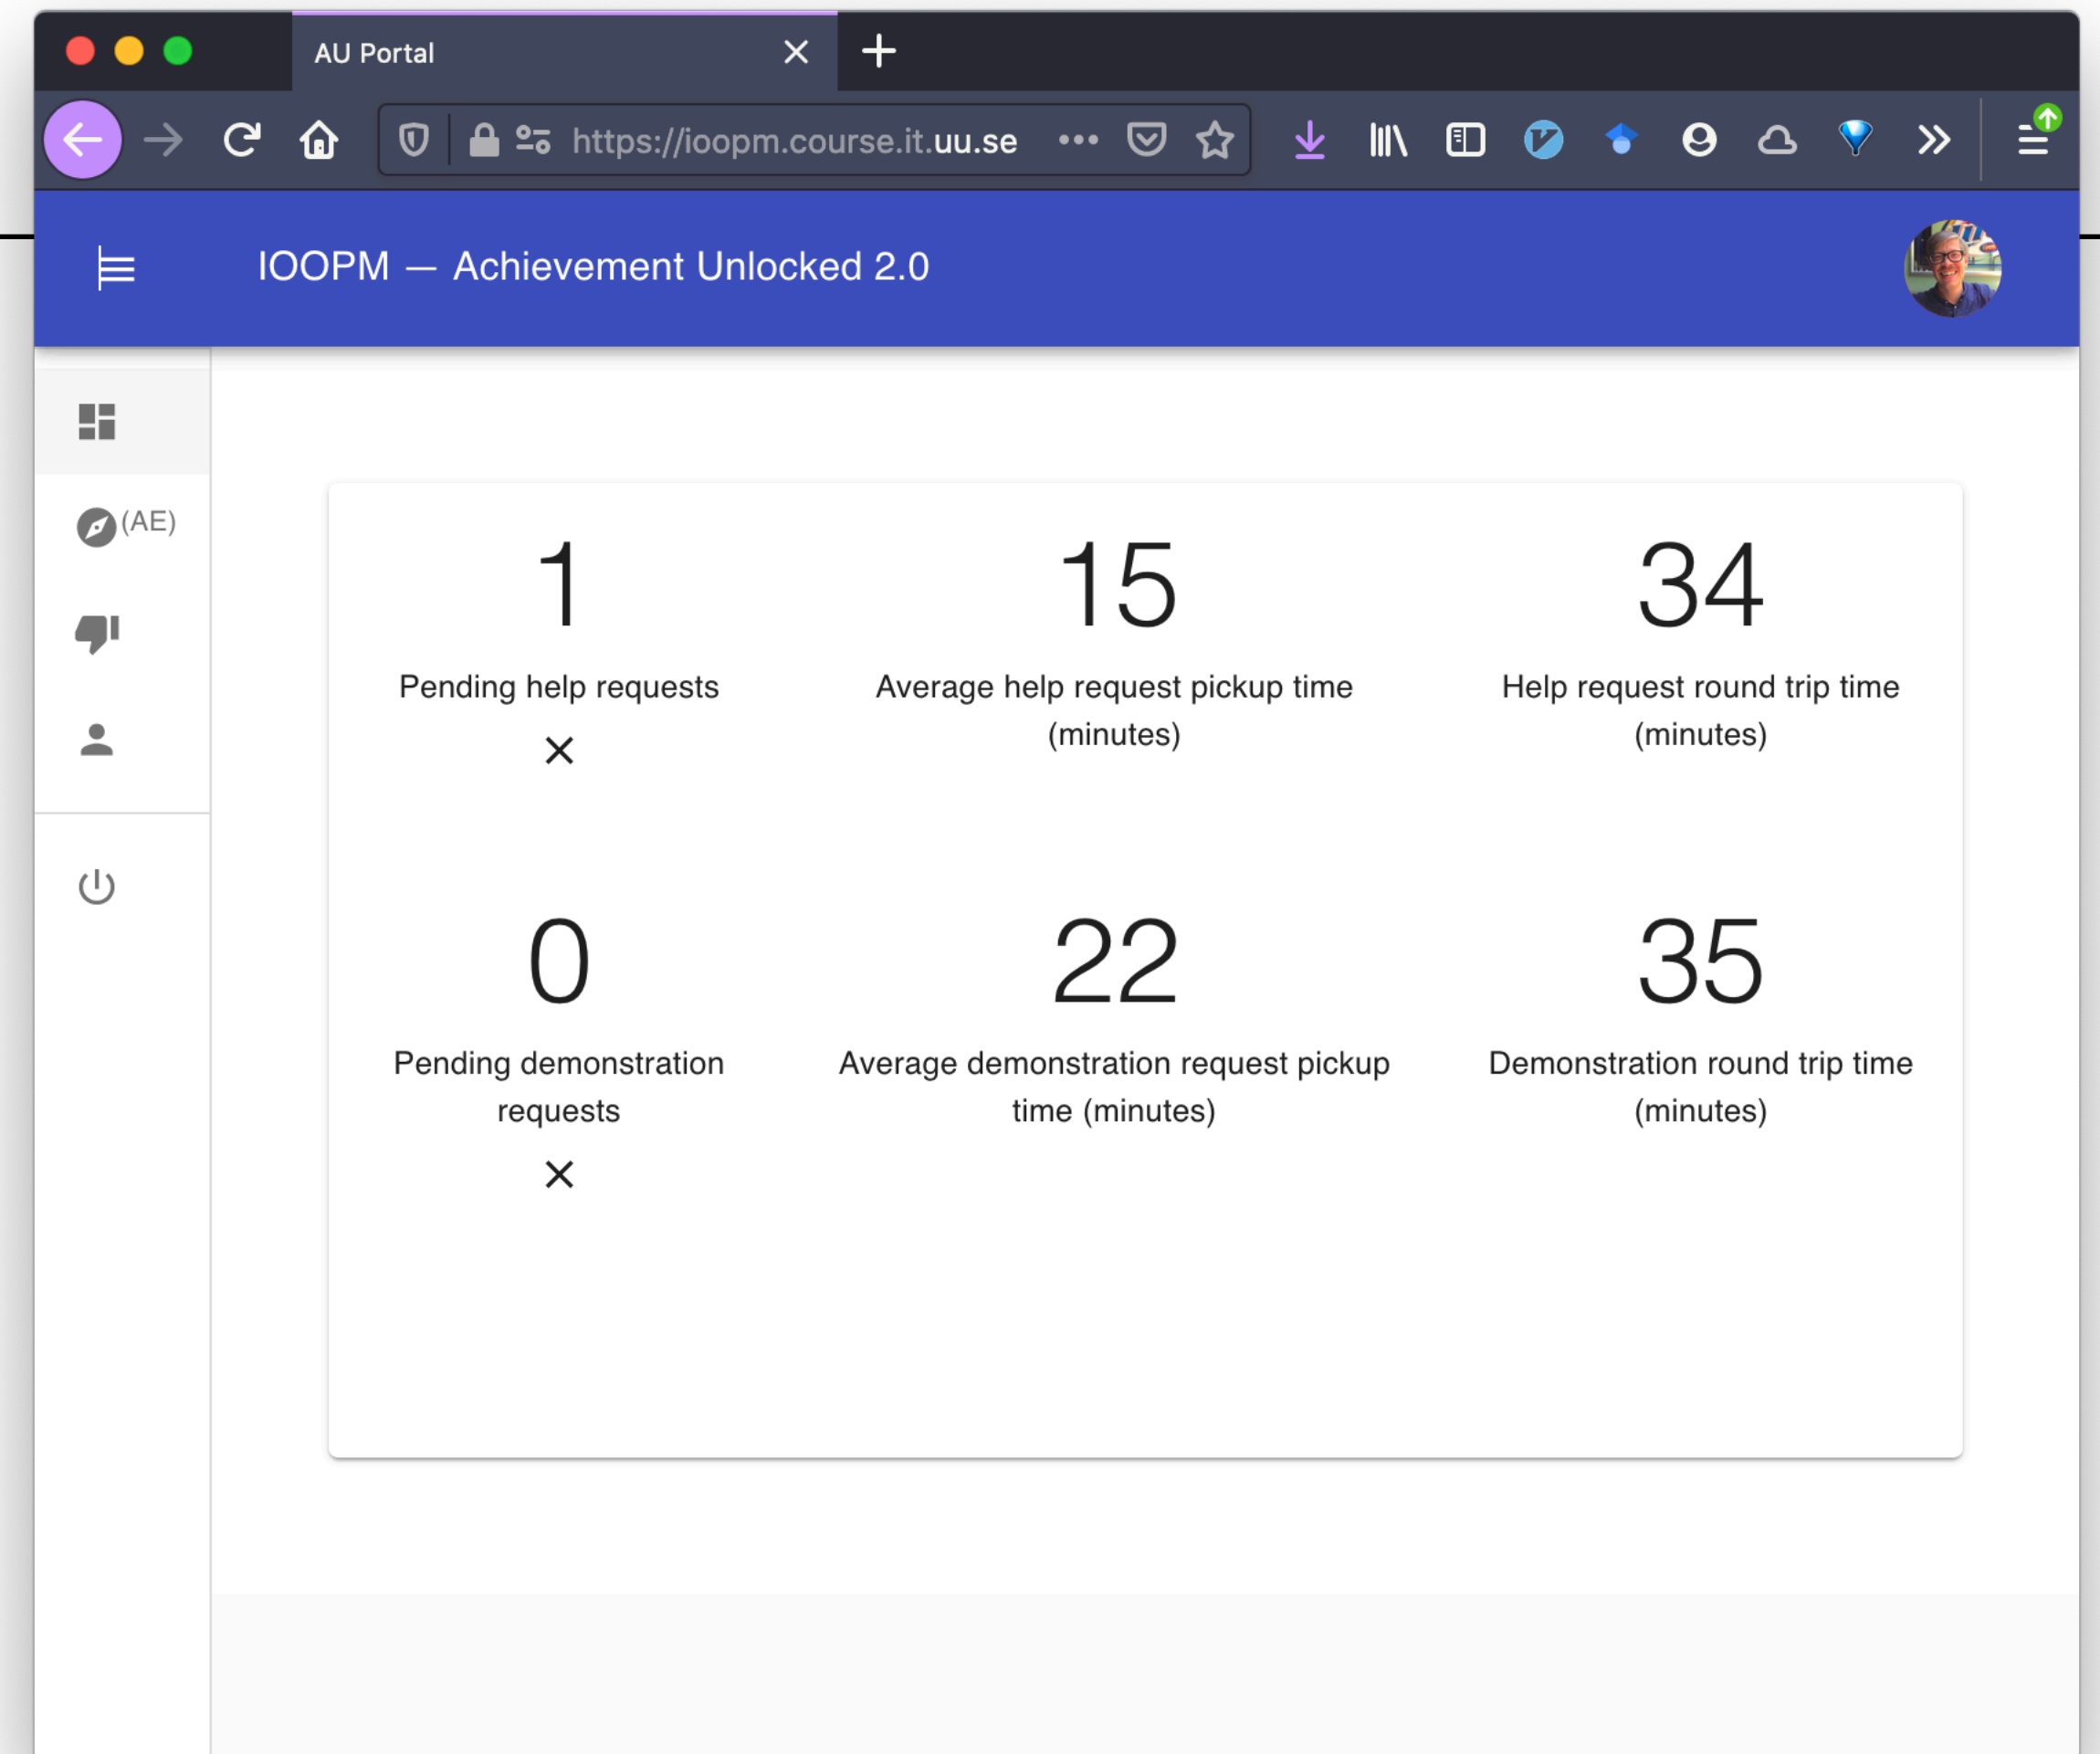 AU Portal
https://ioopm.course.it.uu.se
IOOPM — Achievement Unlocked 2.0
(AE)
1
Pending help requests
15
Average help request pickup time
(minutes)
34
Help request round trip time
(minutes)
0
Pending demonstration
requests
22
Average demonstration request pickup
time (minutes)
35
Demonstration round trip time
(minutes)